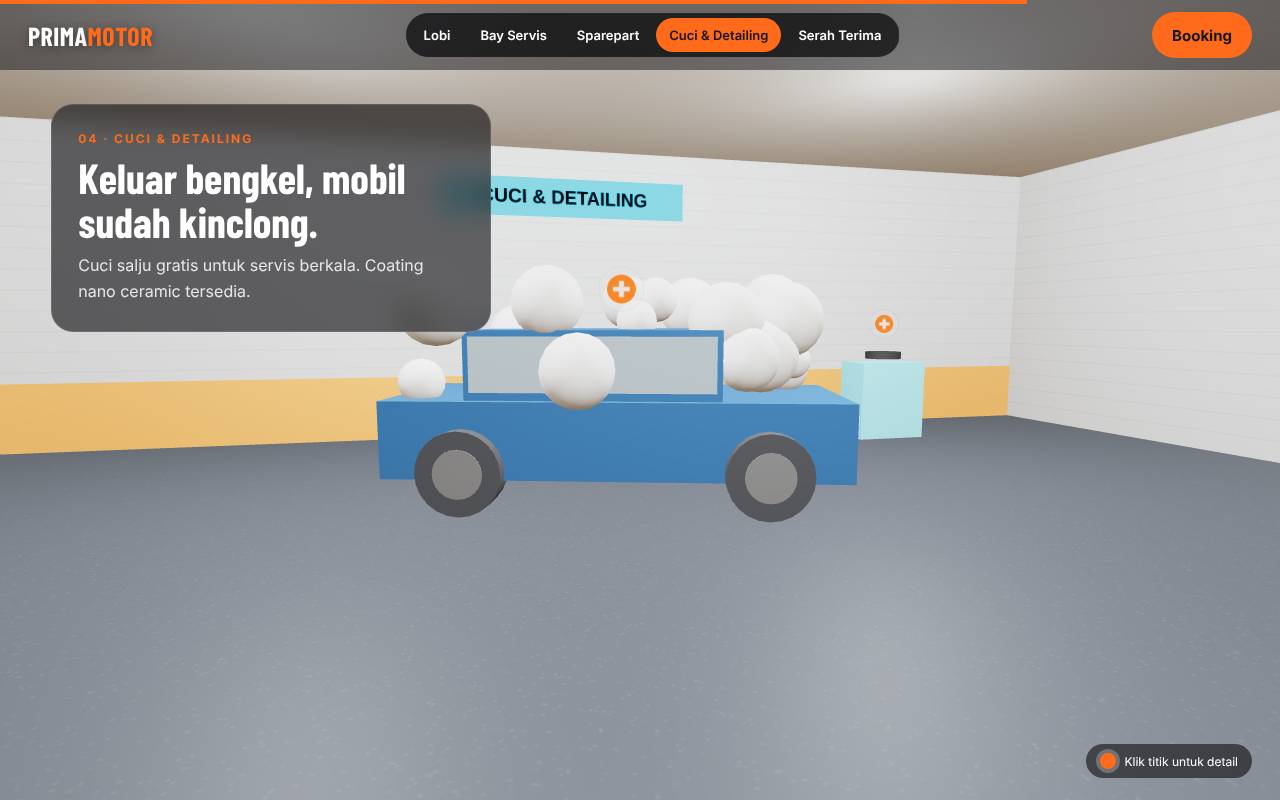 PRIMAMOTOR
Lobi
Bay Servis
Sparepart
Cuci & Detailing
Serah Terima
Booking
04 · CUCI & DETAILING
Keluar bengkel, mobil
sudah kinclong.
Cuci salju gratis untuk servis berkala. Coating
nano ceramic tersedia.
CUCI & DETAILING
Klik titik untuk detail